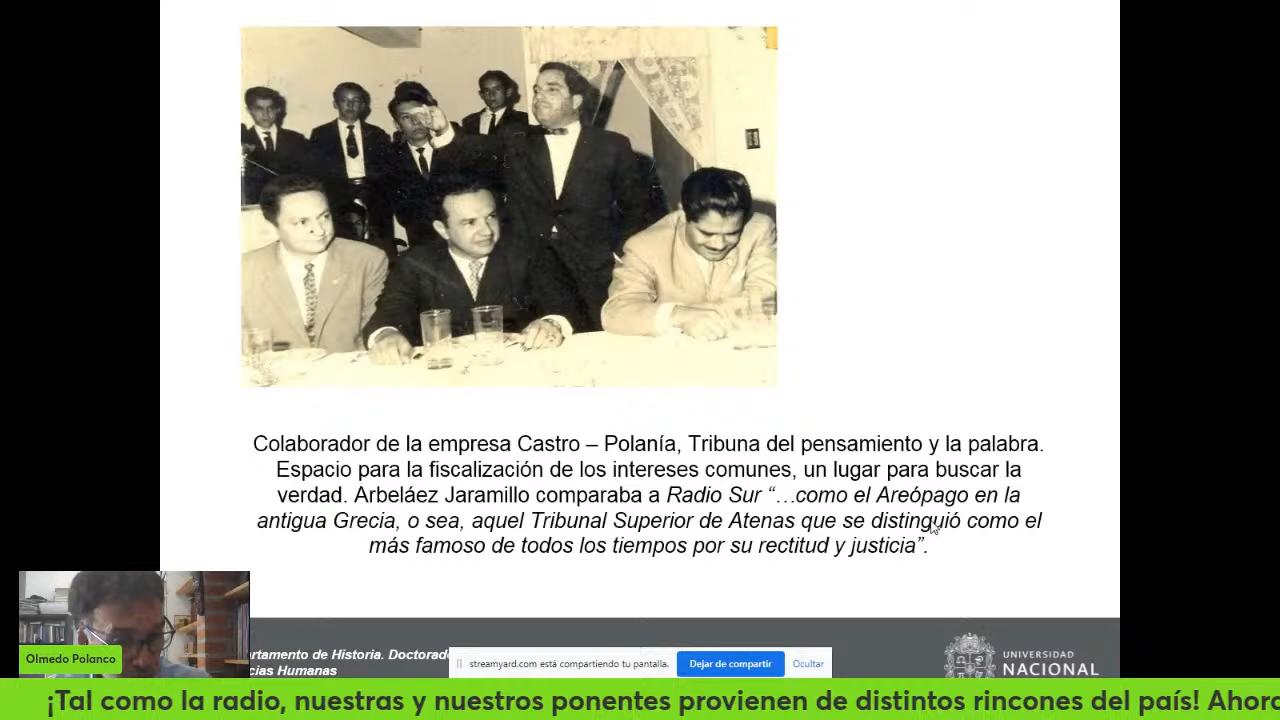 Colaborador de la empresa Castro – Polanía, Tribuna del pensamiento y la palabra.
Espacio para la fiscalización de los intereses comunes, un lugar para buscar la
verdad. Arbeláez Jaramillo comparaba a Radio Sur “…como el Areópago en la
antigua Grecia, o sea, aquel Tribunal Superior de Atenas que se distinguió como el
más famoso de todos los tiempos por su rectitud y justicia”.
Olmedo Polanco
artamento de Historia. Doctorado
cias Humanas
streamyard.com está compartiendo tu pantalla.
Dejar de compartir
Ocultar
UNIVERSIDAD
NACIONAL
¡Tal como la radio, nuestras y nuestros ponentes provienen de distintos rincones del país! Ahora